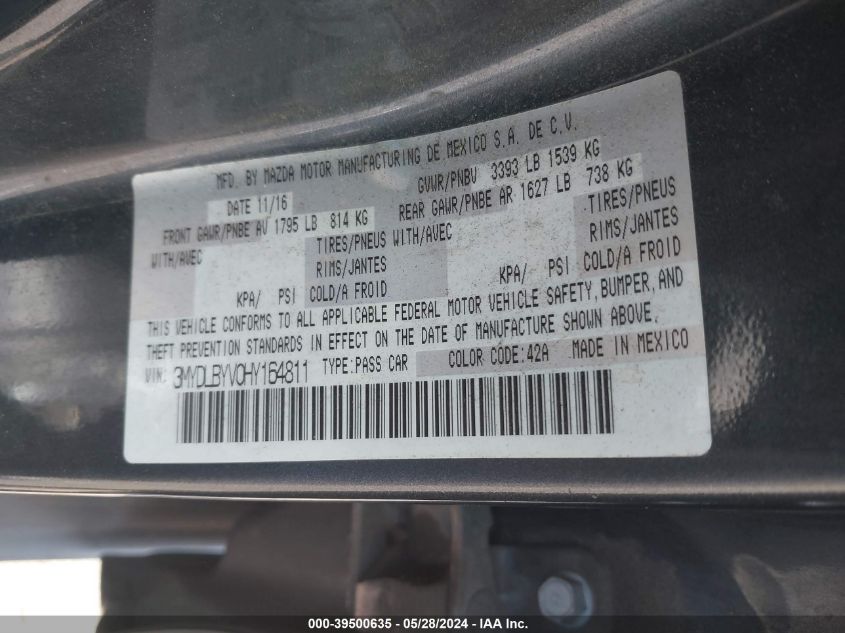 MFD. BY MAZDA MOTOR MANUFACTURING DE MEXICO S.A. DE C.V.
DATE 11/16 GVWR/PNBV 3393 LB 1539 KG
FRONT GAWR/PNBE AV 1795 LB 814 KG REAR GAWR/PNBE AR 1627 LB 738 KG
WITH/AVEC TIRES/PNEUS WITH/AVEC TIRES/PNEUS
RIMS/JANTES RIMS/JANTES
KPA/ PSI COLD/A FROID KPA/ PSI COLD/A FROID
THIS VEHICLE CONFORMS TO ALL APPLICABLE FEDERAL MOTOR VEHICLE SAFETY, BUMPER, AND
THEFT PREVENTION STANDARDS IN EFFECT ON THE DATE OF MANUFACTURE SHOWN ABOVE.
VIN: 3MYDLBYV0HY164811 TYPE:PASS CAR COLOR CODE:42A MADE IN MEXICO
000-39500635 - 05/28/2024 - IAA Inc.